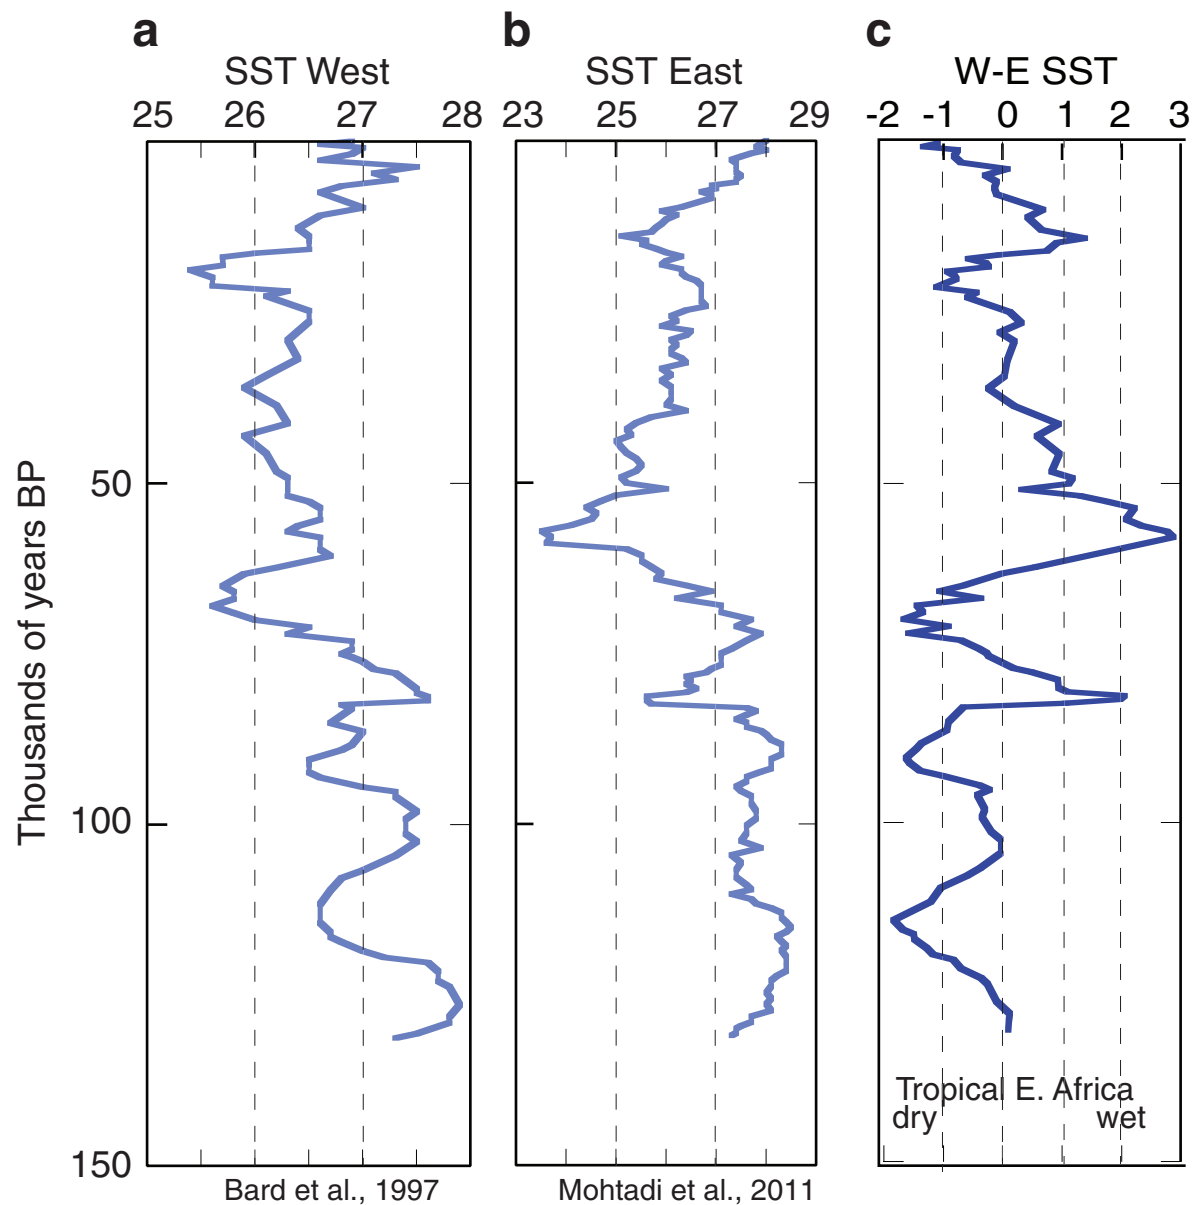 a b c
SST West SST East W-E SST
25 26 27 28 23 25 27 29 -2 -1 0 1 2 3
Thousands of years BP
50
100
150
Tropical E. Africa
dry wet
Bard et al., 1997 Mohtadi et al., 2011